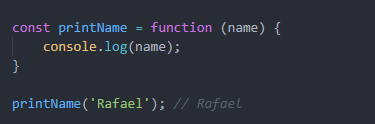 const printName = function (name) {
    console.log(name);
}
printName('Rafael'); // Rafael